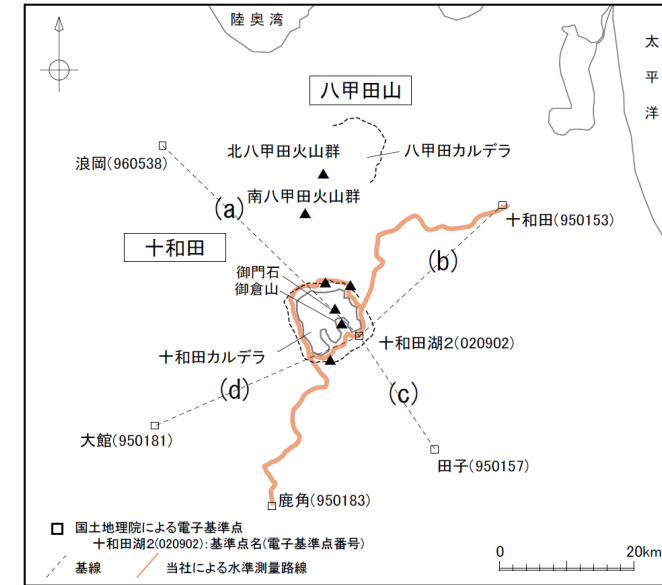 陸奥湾
太平洋
八甲田山
北八甲田火山群
八甲田カルデラ
浪岡(960538)
(a)
南八甲田火山群
十和田(950153)
十和田
(b)
御門石
御倉山
十和田湖2(020902)
十和田カルデラ
(d)
(c)
大館(950181)
田子(950157)
鹿角(950183)
国土地理院による電子基準点
十和田湖2(020902):基準点名(電子基準点番号)
基線
当社による水準測量路線
0
20km